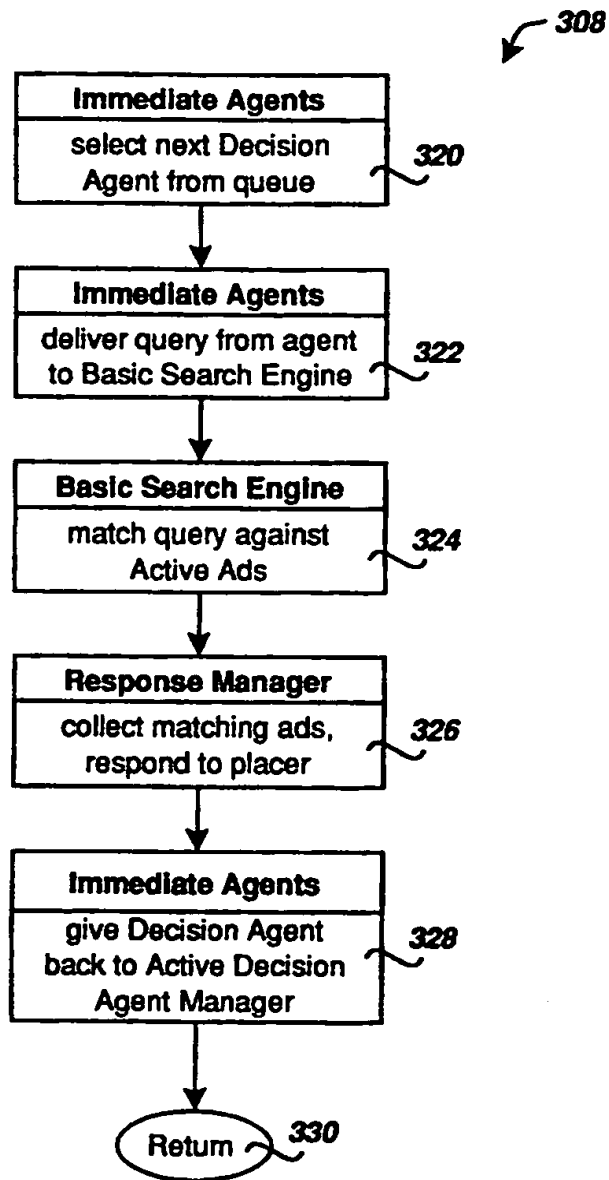 308
Immediate Agents
select next Decision
Agent from queue
320
Immediate Agents
deliver query from agent
to Basic Search Engine
322
Basic Search Engine
match query against
Active Ads
324
Response Manager
collect matching ads,
respond to placer
326
Immediate Agents
give Decision Agent
back to Active Decision
Agent Manager
328
Return
330